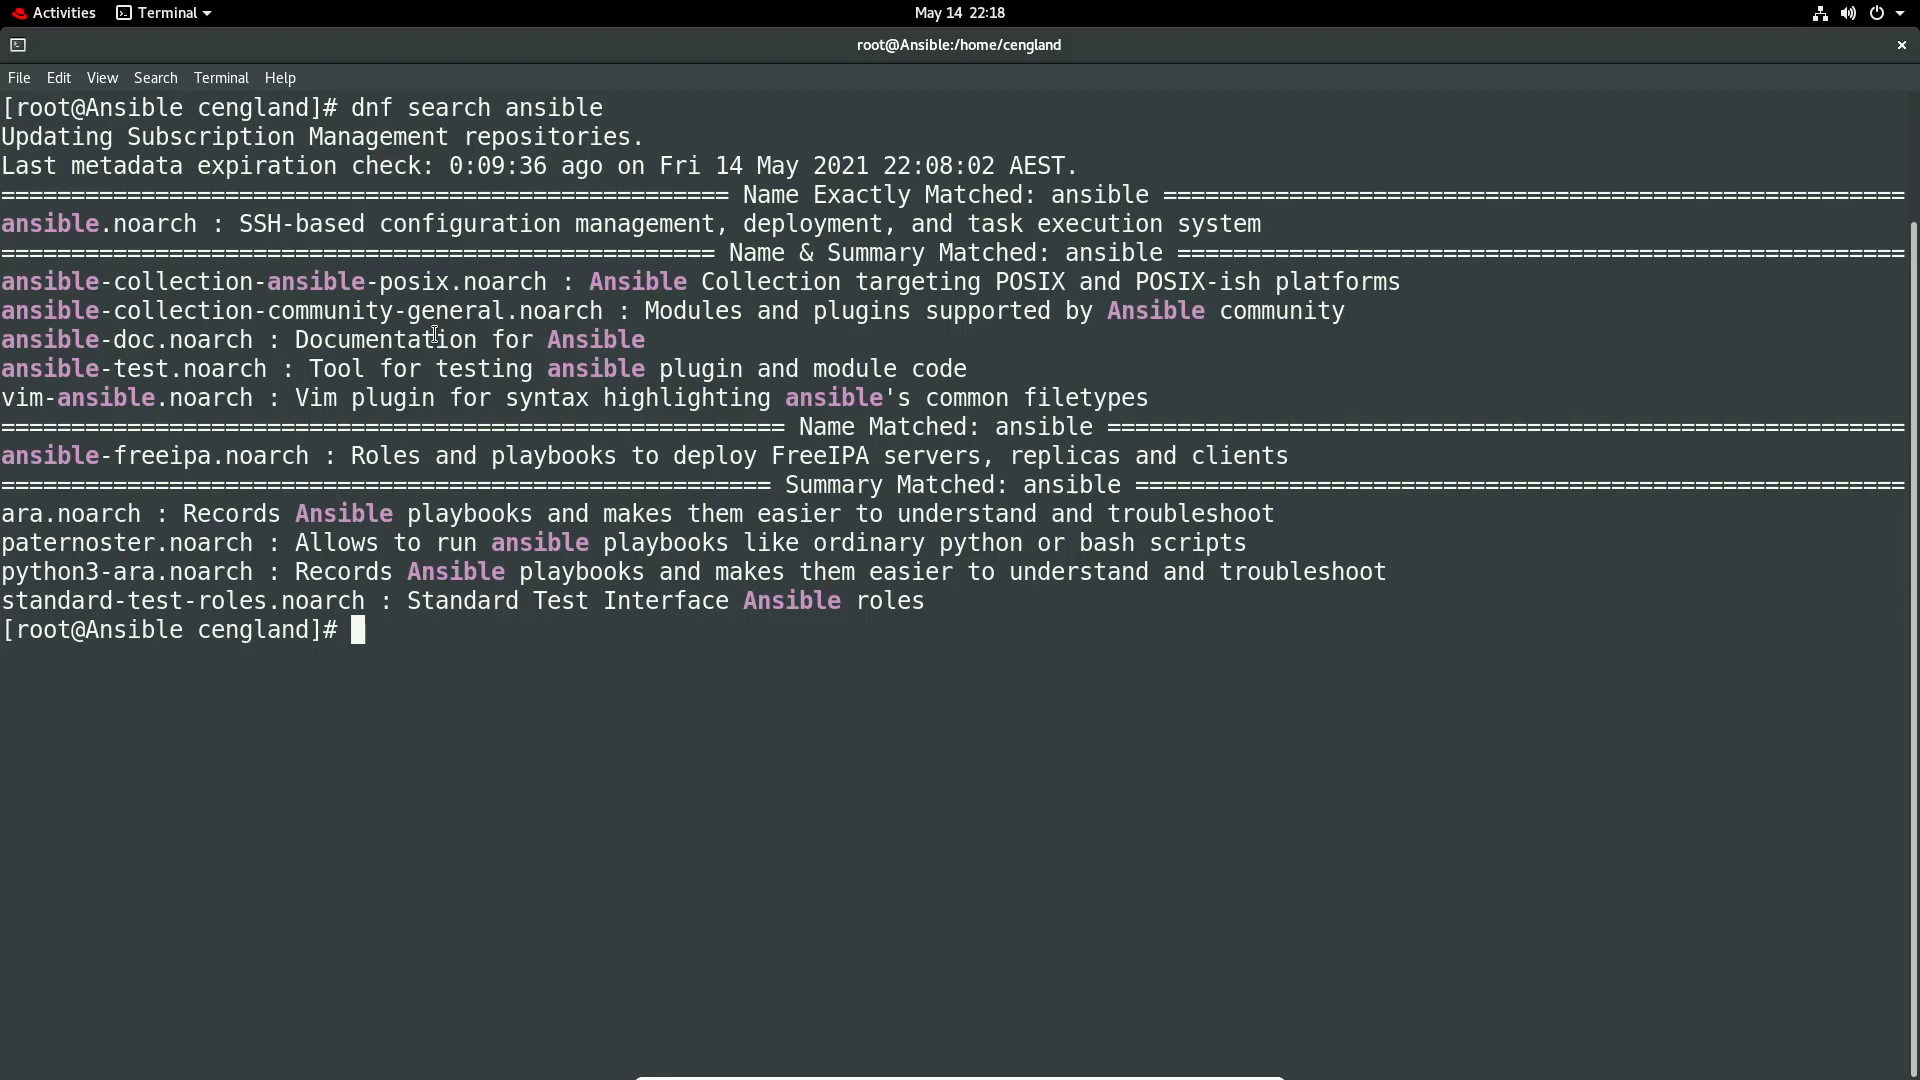 Activities Terminal May 14 22:18
root@Ansible:/home/cengland ×
File Edit View Search Terminal Help
[root@Ansible cengland]# dnf search ansible
Updating Subscription Management repositories.
Last metadata expiration check: 0:09:36 ago on Fri 14 May 2021 22:08:02 AEST.
==================================================== Name Exactly Matched: ansible =====================================================
ansible.noarch : SSH-based configuration management, deployment, and task execution system
=================================================== Name & Summary Matched: ansible ====================================================
ansible-collection-ansible-posix.noarch : Ansible Collection targeting POSIX and POSIX-ish platforms
ansible-collection-community-general.noarch : Modules and plugins supported by Ansible community
ansible-doc.noarch : Documentation for Ansible
ansible-test.noarch : Tool for testing ansible plugin and module code
vim-ansible.noarch : Vim plugin for syntax highlighting ansible's common filetypes
======================================================== Name Matched: ansible =========================================================
ansible-freeipa.noarch : Roles and playbooks to deploy FreeIPA servers, replicas and clients
======================================================= Summary Matched: ansible =======================================================
ara.noarch : Records Ansible playbooks and makes them easier to understand and troubleshoot
paternoster.noarch : Allows to run ansible playbooks like ordinary python or bash scripts
python3-ara.noarch : Records Ansible playbooks and makes them easier to understand and troubleshoot
standard-test-roles.noarch : Standard Test Interface Ansible roles
[root@Ansible cengland]#